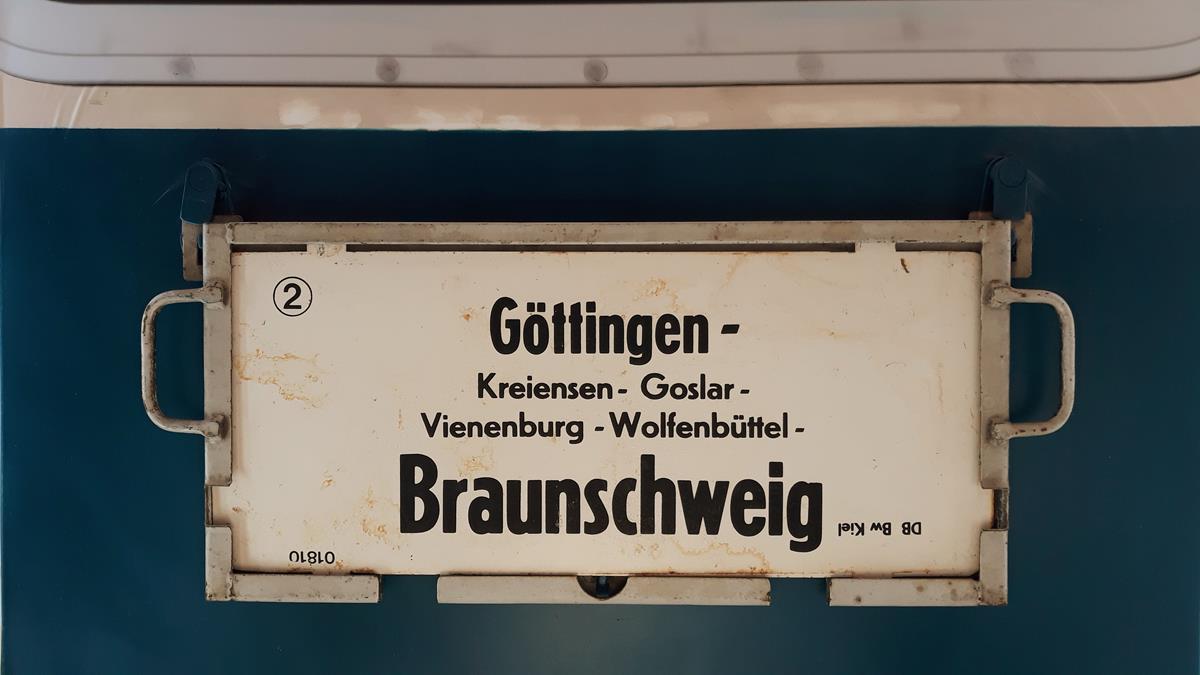 ②
Göttingen -
Kreiensen - Goslar -
Vienenburg - Wolfenbüttel -
Braunschweig
DB Bw Kiel
01810